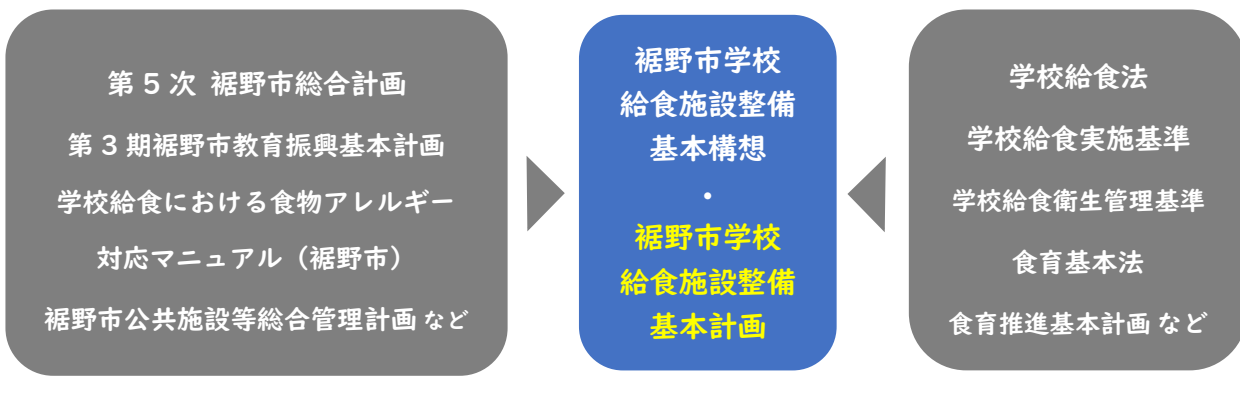 第5次 裾野市総合計画
第3期裾野市教育振興基本計画
学校給食における食物アレルギー
対応マニュアル（裾野市）
裾野市公共施設等総合管理計画 など
裾野市学校
給食施設整備
基本構想
・
裾野市学校
給食施設整備
基本計画
学校給食法
学校給食実施基準
学校給食衛生管理基準
食育基本法
食育推進基本計画 など